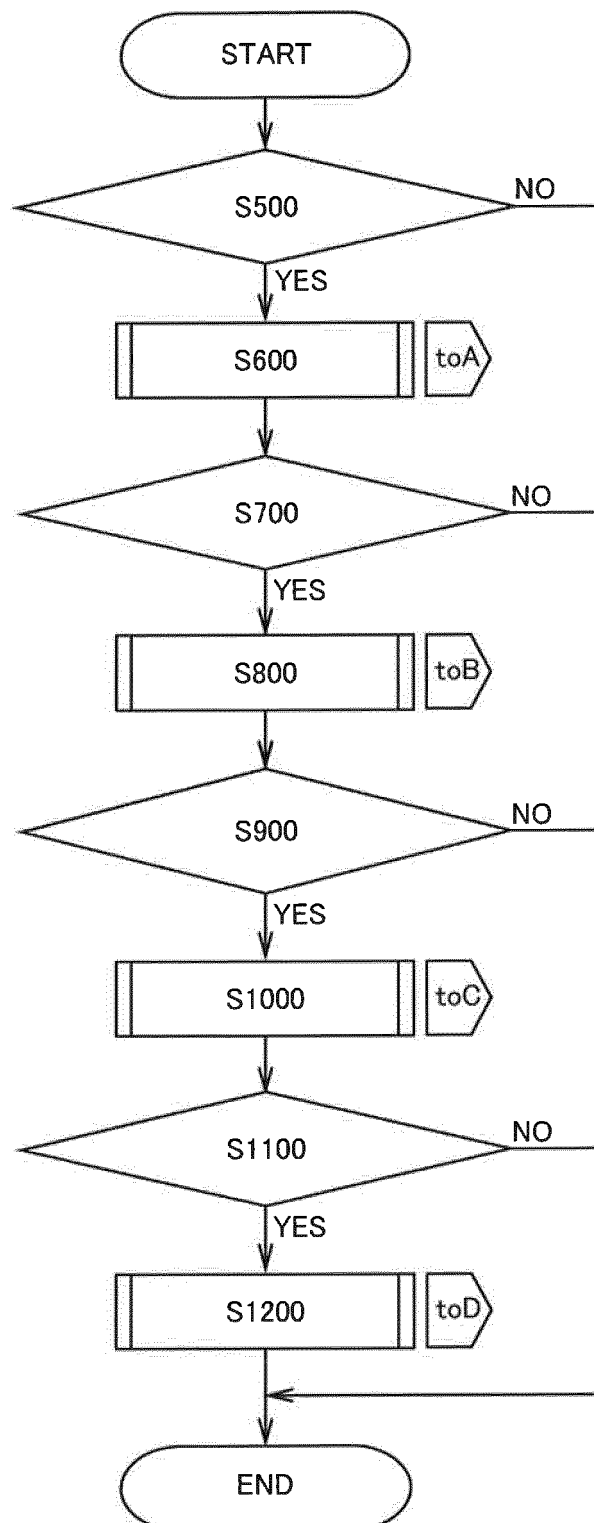 START
S500
NO
YES
S600
toA
S700
NO
YES
S800
toB
S900
NO
YES
S1000
toC
S1100
NO
YES
S1200
toD
END